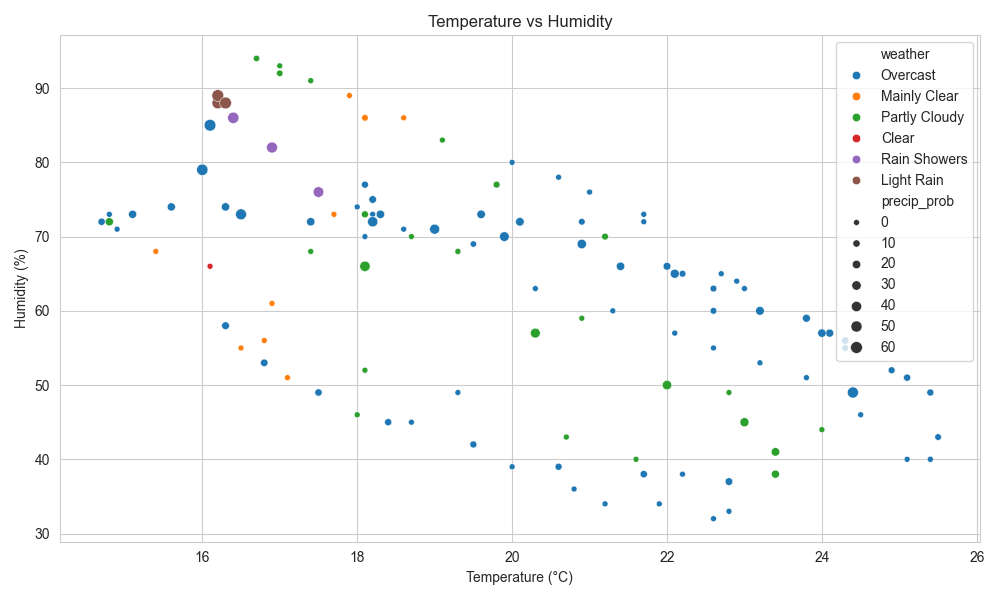 Temperature vs Humidity
weather
Overcast
Mainly Clear
Partly Cloudy
Clear
Rain Showers
Light Rain
precip_prob
0
10
20
30
40
50
60
Humidity (%)
90
80
70
60
50
40
30
16
18
20
22
24
26
Temperature (°C)